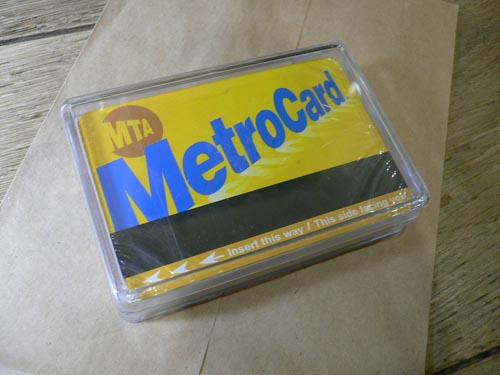 MTA
MetroCard
Insert this way / This side facing you